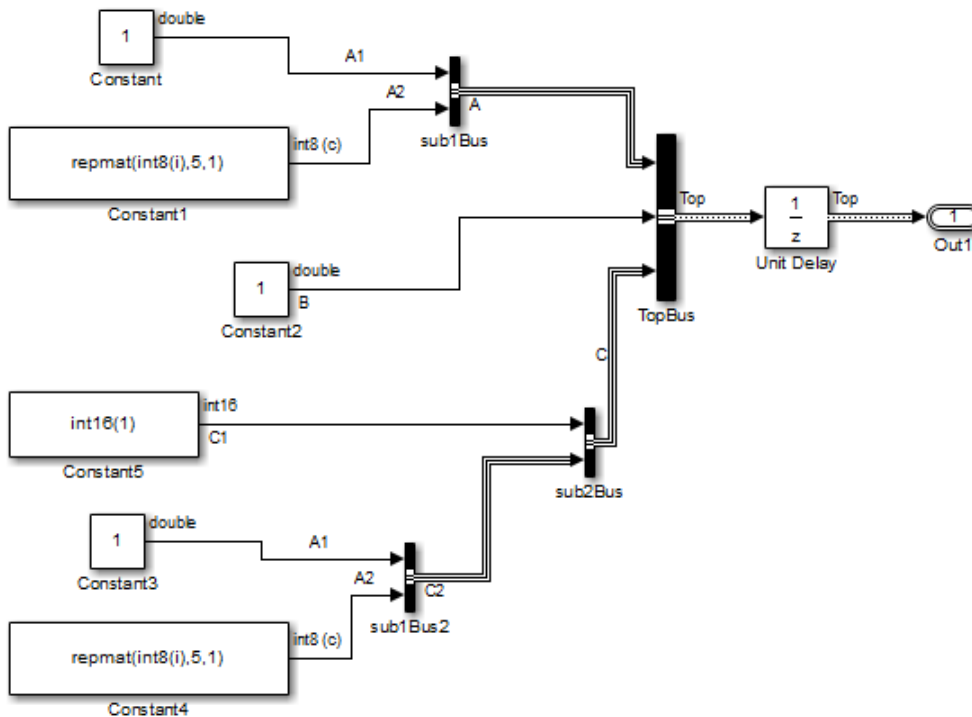 double
1
Constant
A1
A2
A
sub1Bus
repmat(int8(i),5,1)
int8 (c)
Constant1
double
1
B
Constant2
Top
TopBus
1
z
Unit Delay
Top
1
Out1
C
int16(1)
int16
C1
Constant5
sub2Bus
double
1
Constant3
A1
A2
C2
sub1Bus2
repmat(int8(i),5,1)
int8 (c)
Constant4